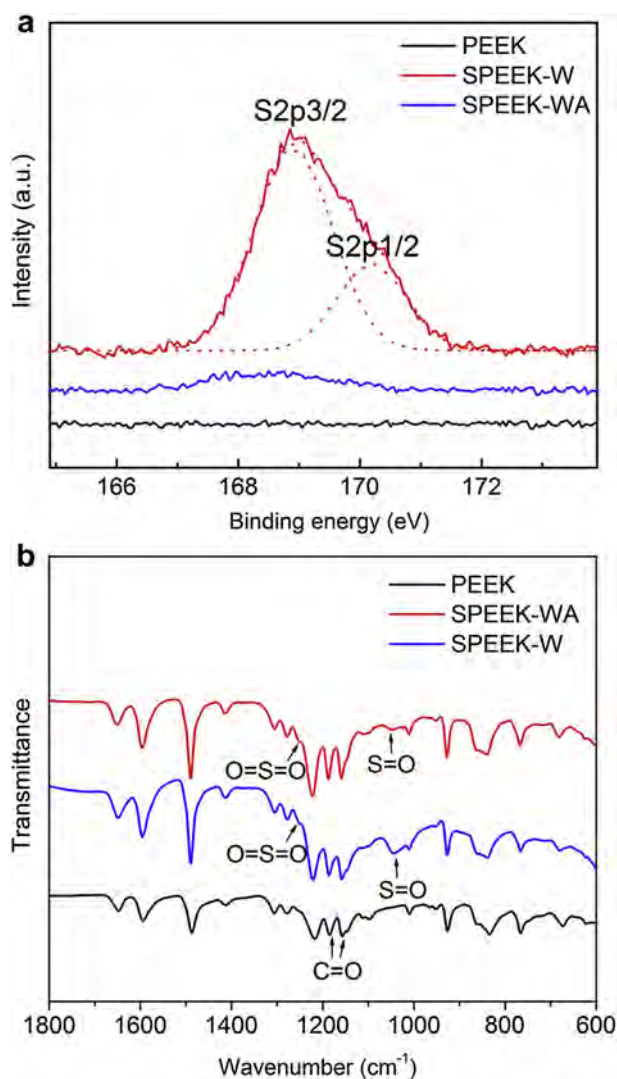 a
PEEK
SPEEK-W
SPEEK-WA
S2p3/2
S2p1/2
Intensity (a.u.)
166 168 170 172
Binding energy (eV)
b
PEEK
SPEEK-WA
SPEEK-W
O=S=O
S=O
O=S=O
S=O
C=O
Transmittance
1800 1600 1400 1200 1000 800 600
Wavenumber (cm⁻¹)